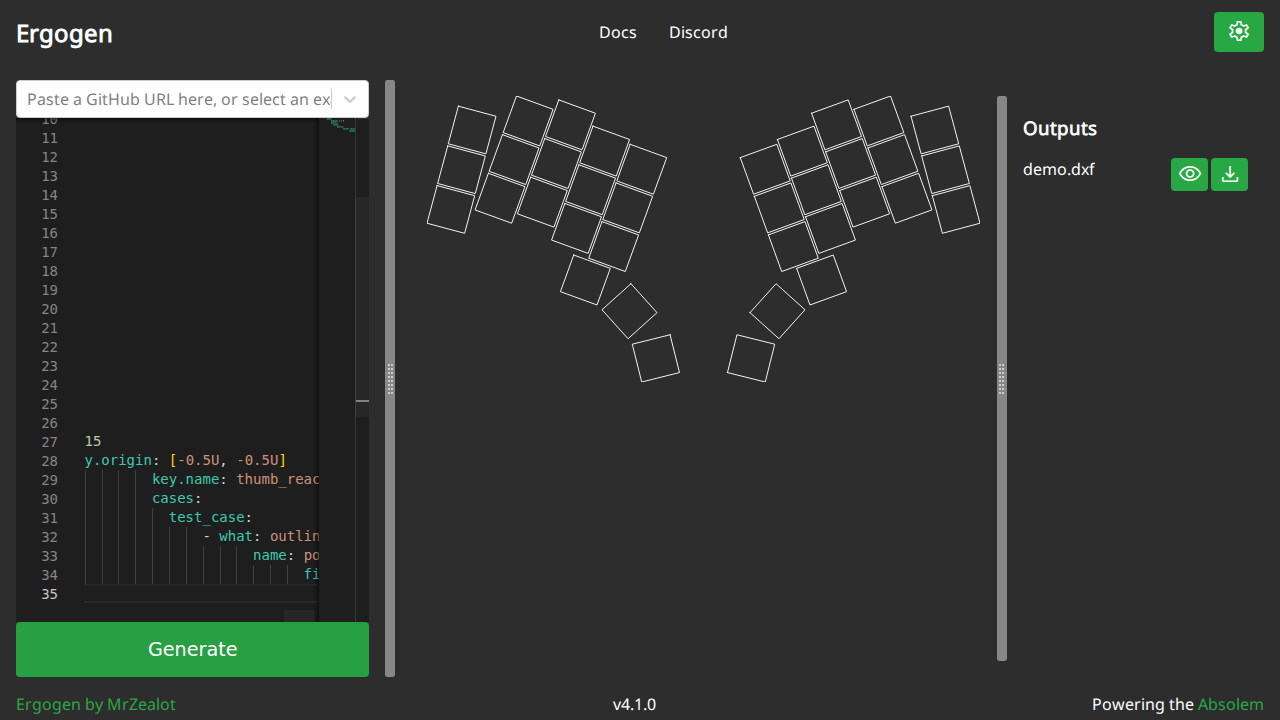 Ergogen
Docs
Discord
Paste a GitHub URL here, or select an ex
10
11
12
13
14
15
16
17
18
19
20
21
22
23
24
25
26
27 15
28 y.origin: [-0.5U, -0.5U]
29 key.name: thumb_reac
30 cases:
31 test_case:
32 - what: outlin
33 name: po
34 fi
35
Generate
Outputs
demo.dxf
Ergogen by MrZealot
v4.1.0
Powering the Absolem